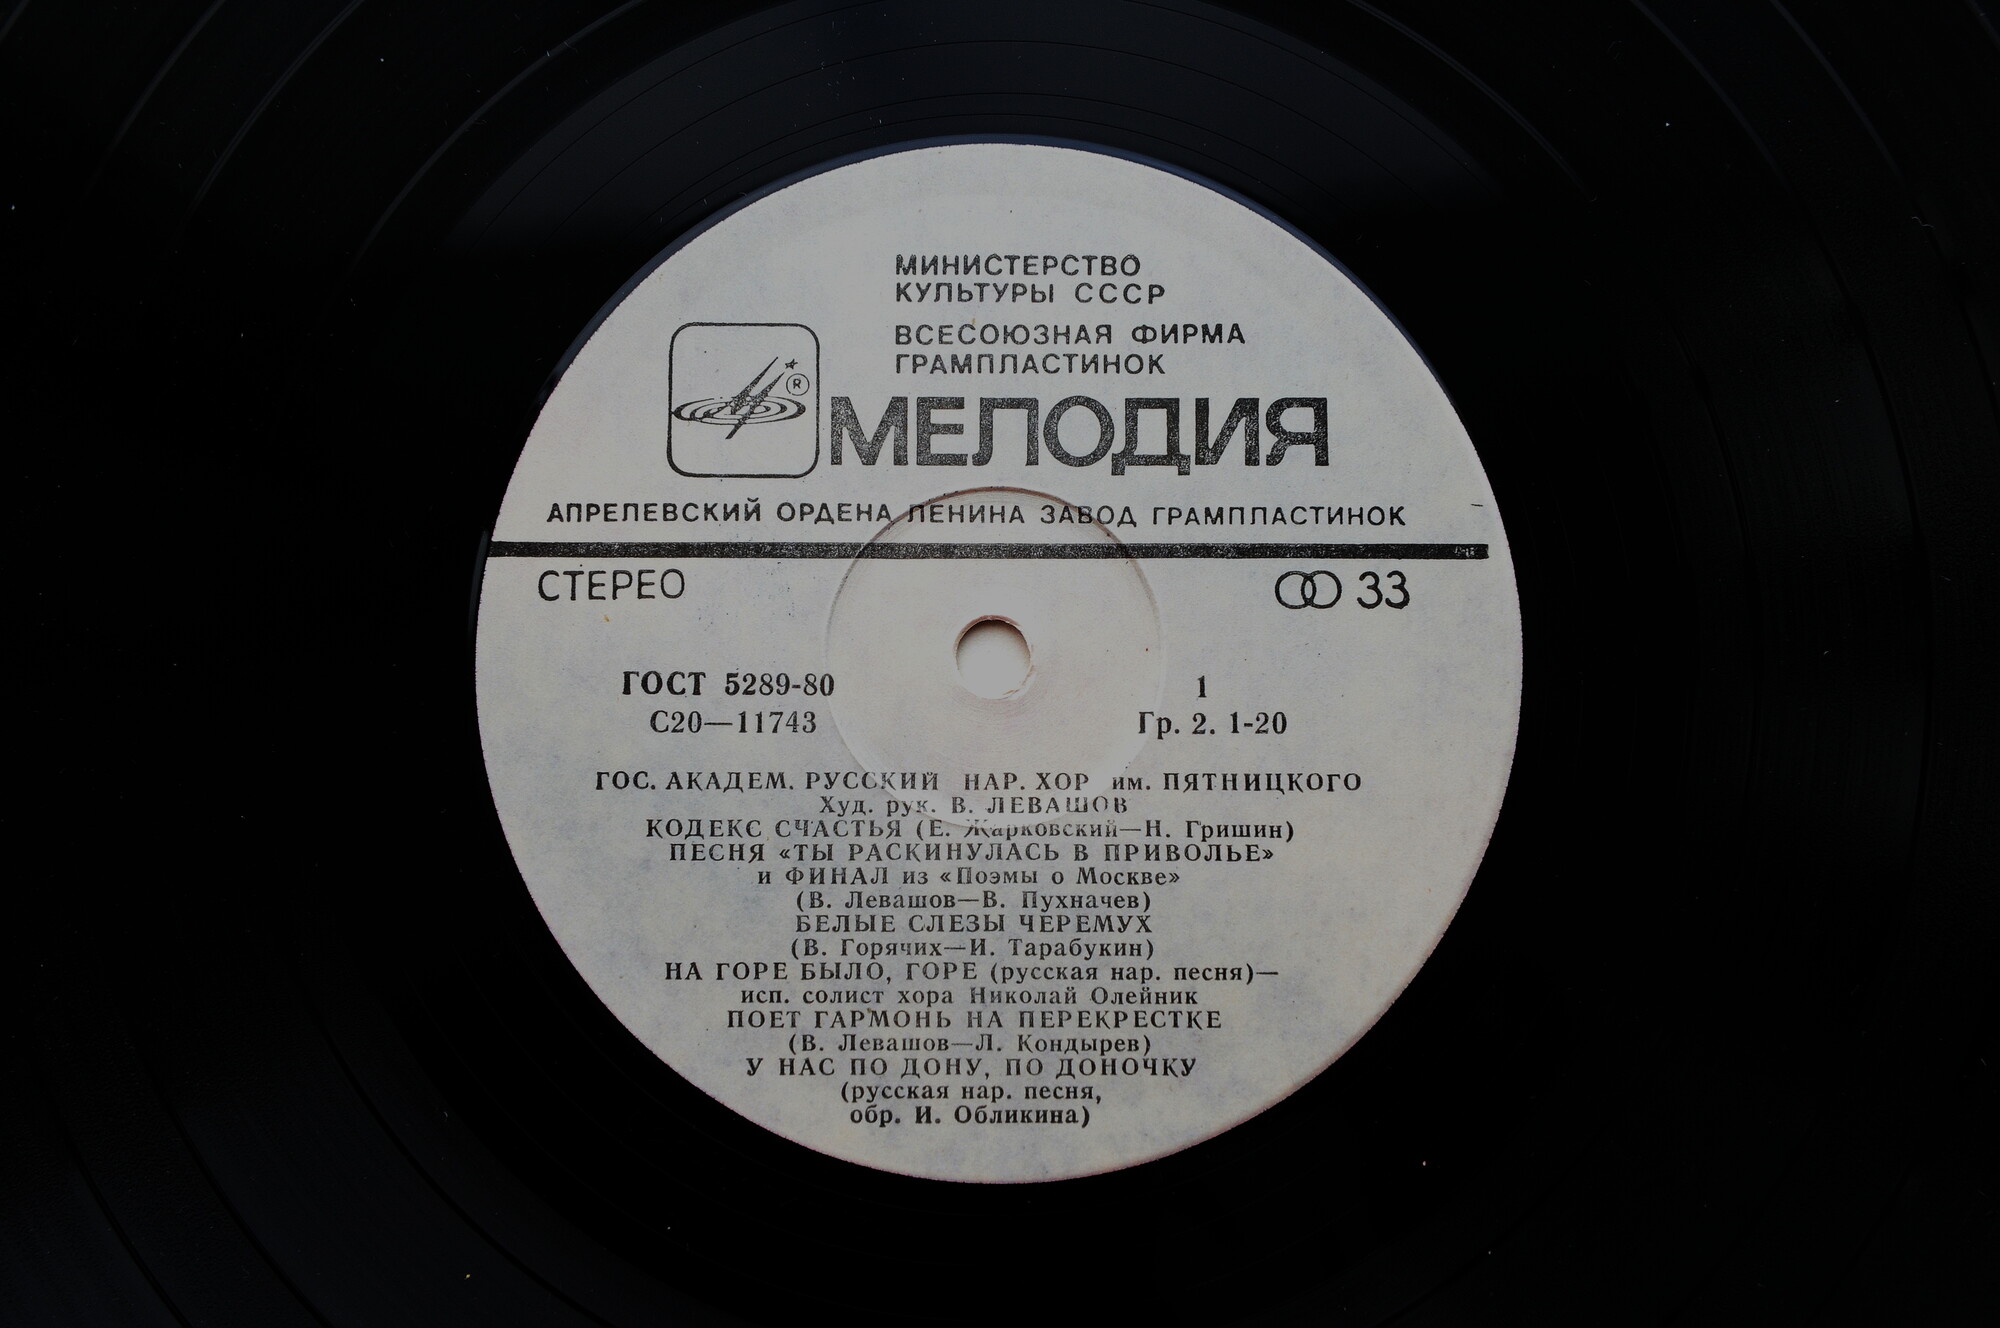 МИНИСТЕРСТВО
КУЛЬТУРЫ СССР
ВСЕСОЮЗНАЯ ФИРМА
ГРАМПЛАСТИНОК
®
МЕЛОДИЯ
АПРЕЛЕВСКИЙ ОРДЕНА ЛЕНИНА ЗАВОД ГРАМПЛАСТИНОК
СТЕРЕО 33
ГОСТ 5289-80 1
С20—11743 Гр. 2. 1-20
ГОС. АКАДЕМ. РУССКИЙ НАР. ХОР им. ПЯТНИЦКОГО
Худ. рук. В. ЛЕВАШОВ
КОДЕКС СЧАСТЬЯ (Е. Жарковский—Н. Гришин)
ПЕСНЯ «ТЫ РАСКИНУЛАСЬ В ПРИВОЛЬЕ»
и ФИНАЛ из «Поэмы о Москве»
(В. Левашов—В. Пухначев)
БЕЛЫЕ СЛЕЗЫ ЧЕРЕМУХ
(В. Горячих—И. Тарабукин)
НА ГОРЕ БЫЛО, ГОРЕ (русская нар. песня)—
исп. солист хора Николай Олейник
ПОЕТ ГАРМОНЬ НА ПЕРЕКРЕСТКЕ
(В. Левашов—Л. Кондырев)
У НАС ПО ДОНУ, ПО ДОНОЧКУ
(русская нар. песня,
обр. И. Обликина)